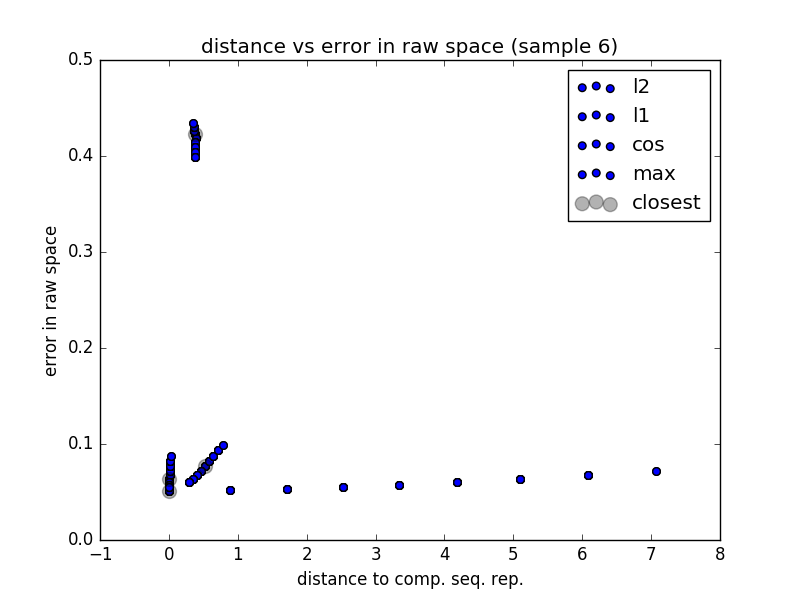 distance vs error in raw space (sample 6)
0.5
0.4
0.3
0.2
0.1
0.0
error in raw space
l2
l1
cos
max
closest
−1 0 1 2 3 4 5 6 7 8
distance to comp. seq. rep.